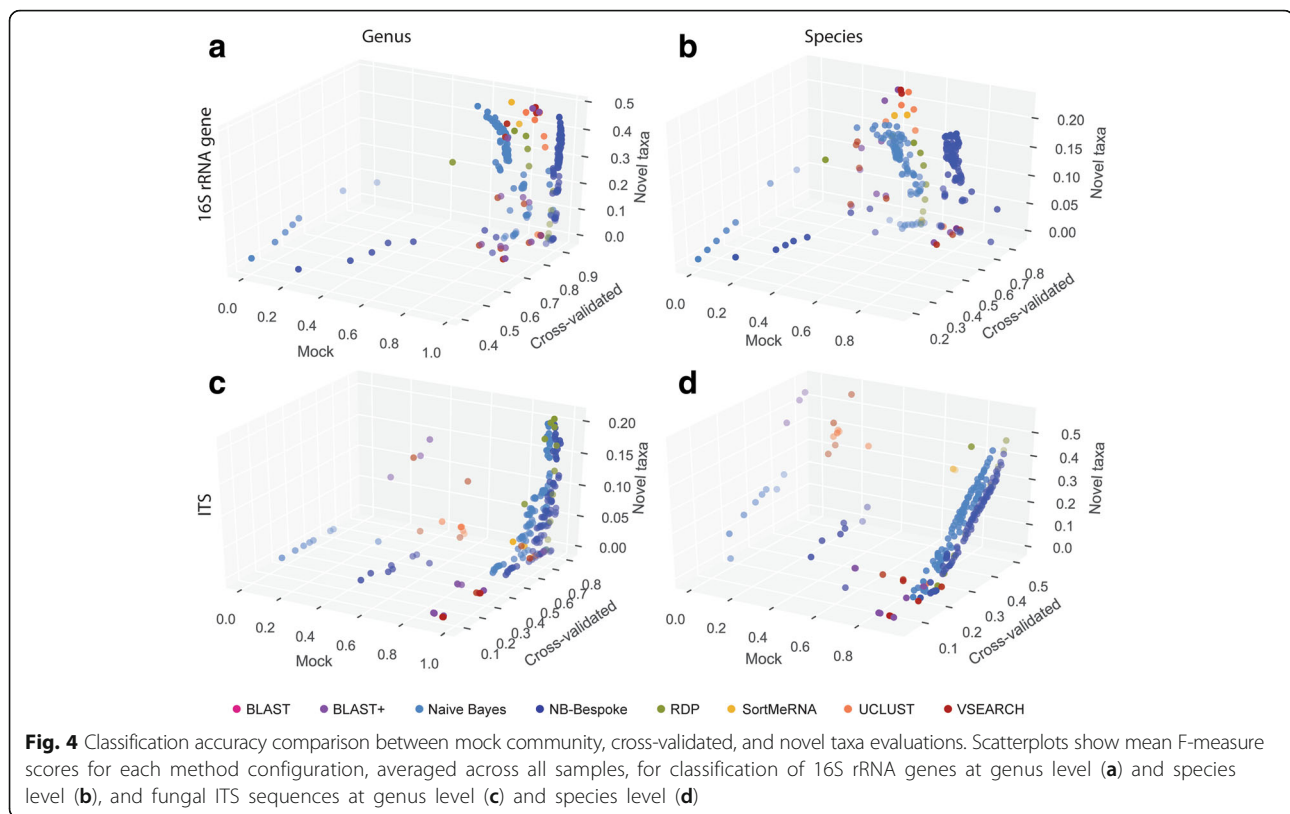 a
Genus
b
Species
16S rRNA gene
0.5
0.4
0.3
0.2
0.1
0.0
Novel taxa
0.9
0.8
0.7
0.6
0.5
0.4
Cross-validated
0.0
0.2
0.4
0.6
0.8
1.0
Mock
0.20
0.15
0.10
0.05
0.00
Novel taxa
0.8
0.7
0.6
0.5
0.4
0.3
0.2
Cross-validated
0.0
0.2
0.4
0.6
0.8
Mock
c
d
ITS
0.20
0.15
0.10
0.05
0.00
Novel taxa
0.8
0.7
0.6
0.5
0.4
0.3
0.2
0.1
Cross-validated
0.0
0.2
0.4
0.6
0.8
1.0
Mock
0.5
0.4
0.3
0.2
0.1
0.0
Novel taxa
0.5
0.4
0.3
0.2
0.1
Cross-validated
0.0
0.2
0.4
0.6
0.8
Mock
BLAST BLAST+ Naive Bayes NB-Bespoke RDP SortMeRNA UCLUST VSEARCH
Fig. 4 Classification accuracy comparison between mock community, cross-validated, and novel taxa evaluations. Scatterplots show mean F-measure
scores for each method configuration, averaged across all samples, for classification of 16S rRNA genes at genus level (a) and species
level (b), and fungal ITS sequences at genus level (c) and species level (d)